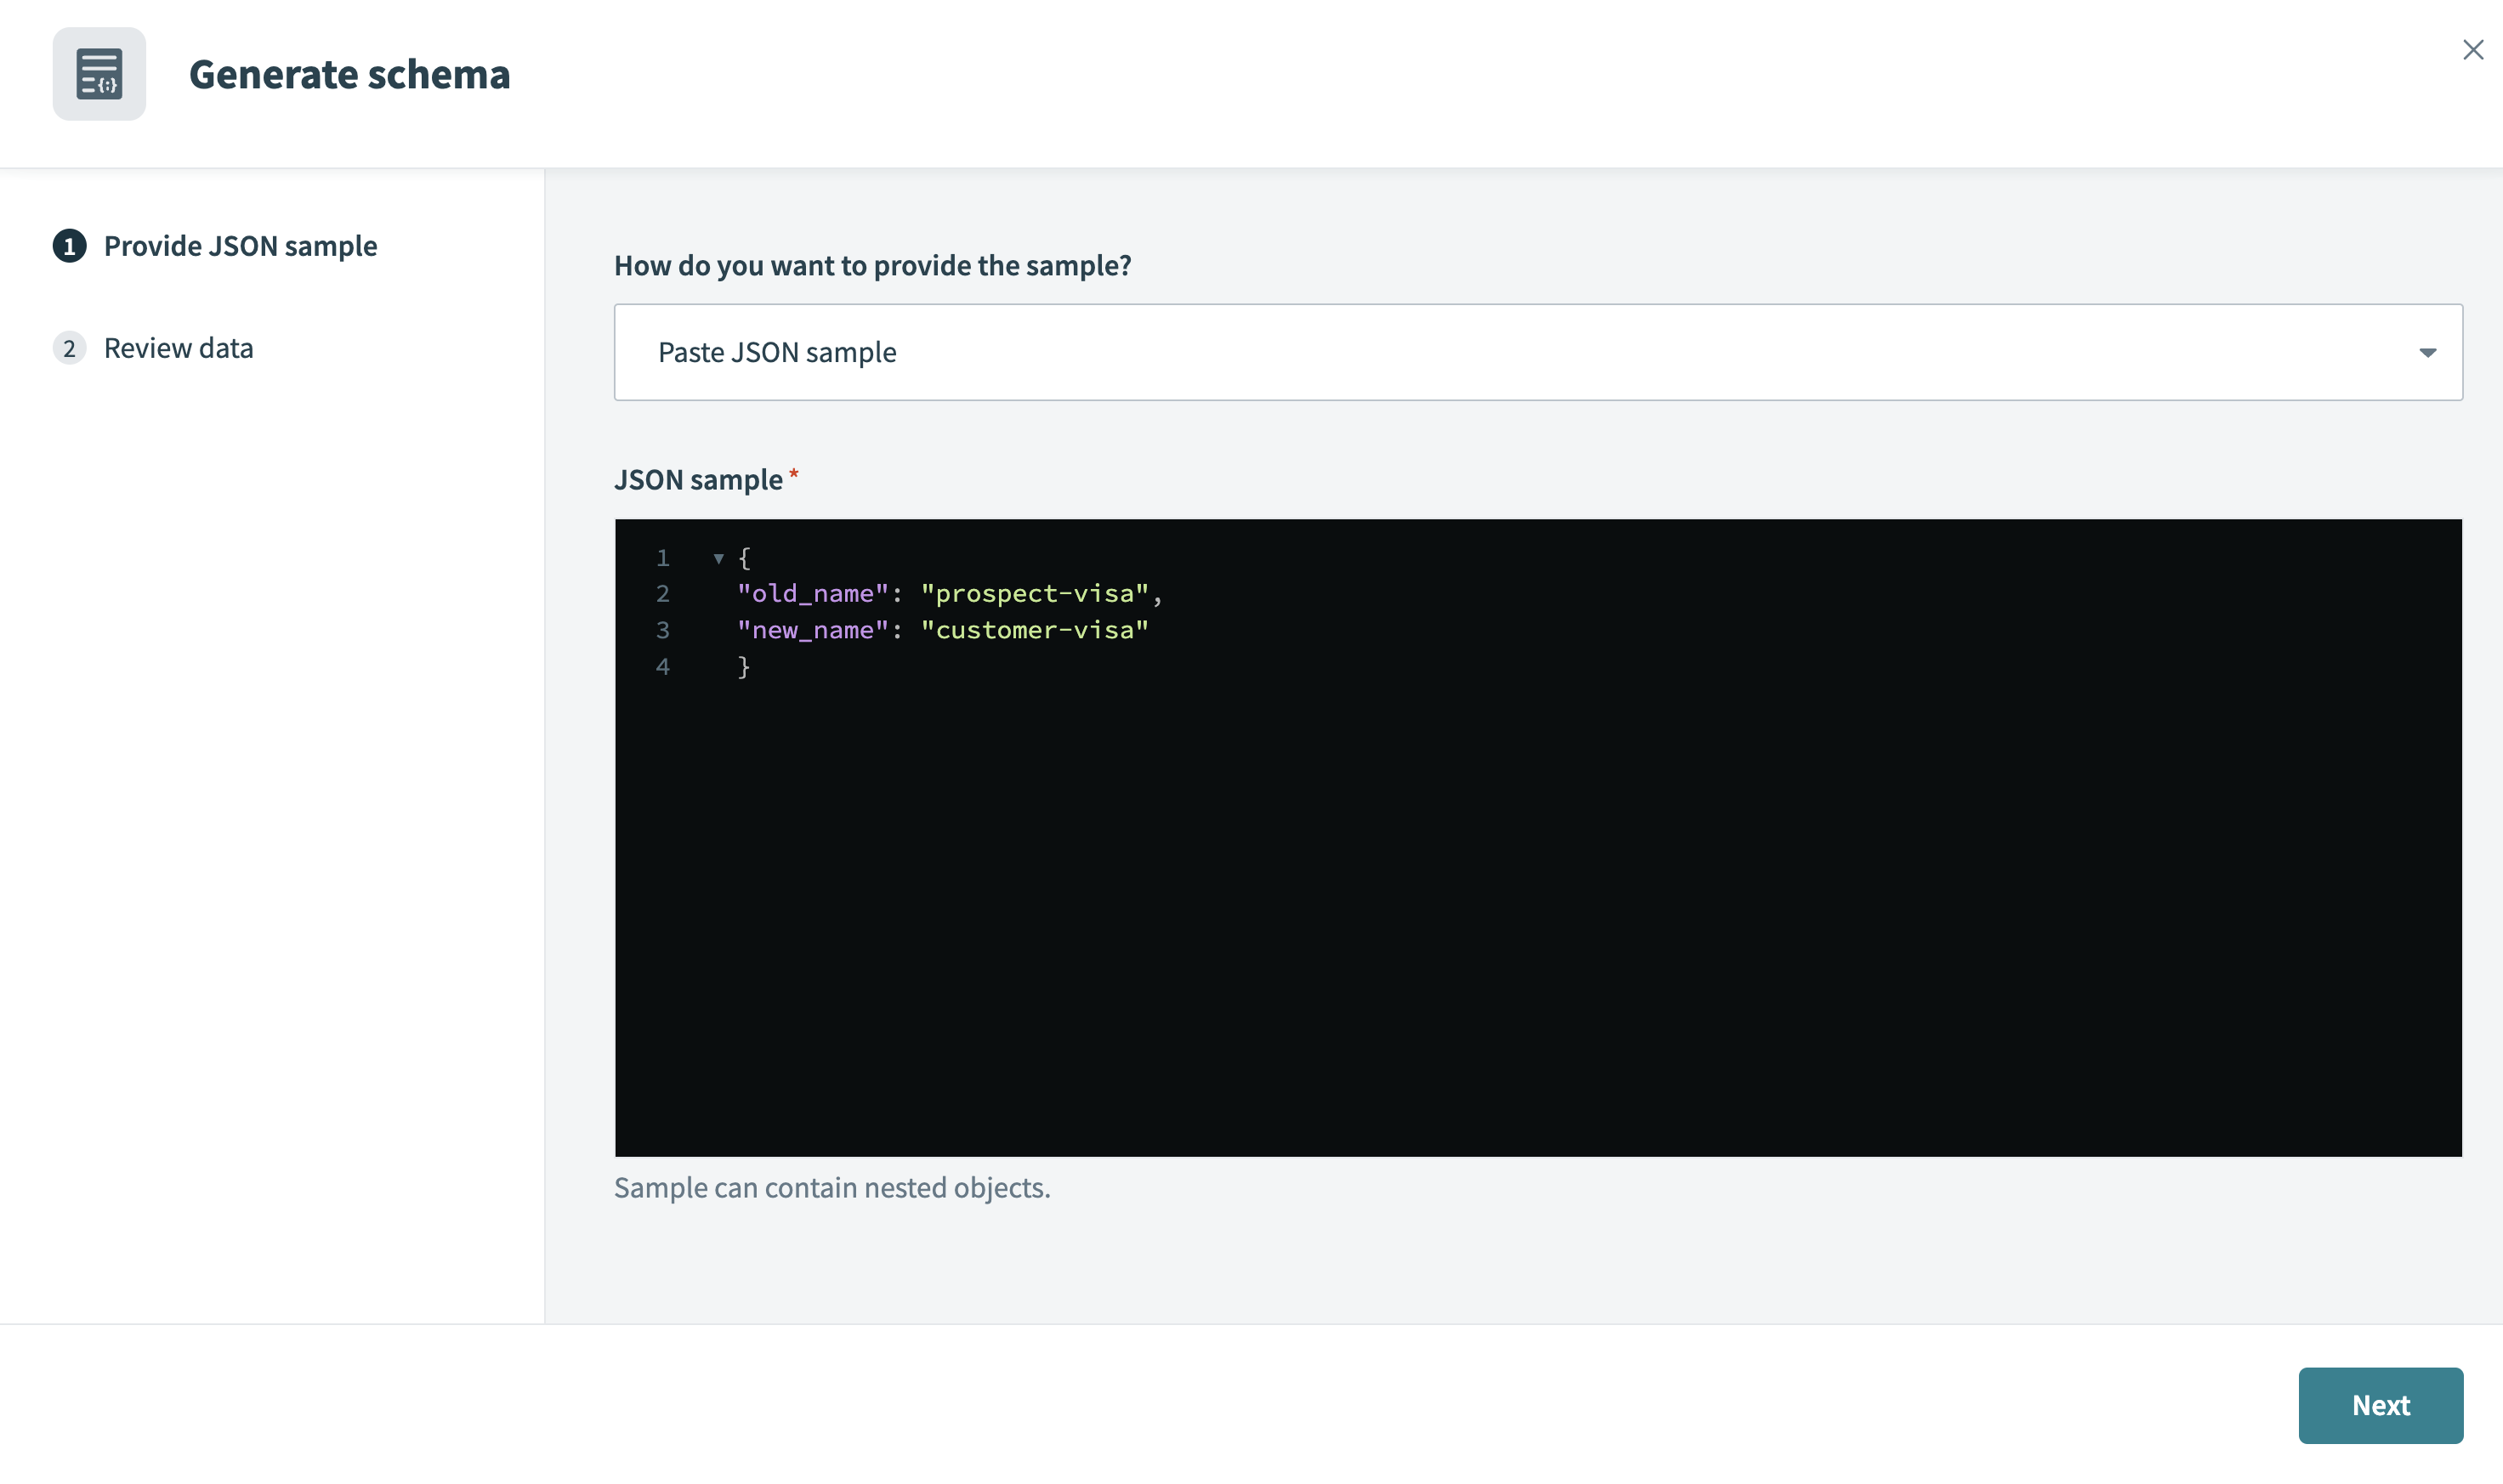 Generate schema
1 Provide JSON sample
2 Review data
How do you want to provide the sample?
Paste JSON sample
JSON sample *
1 {
2 "old_name": "prospect-visa",
3 "new_name": "customer-visa"
4 }
Sample can contain nested objects.
Next